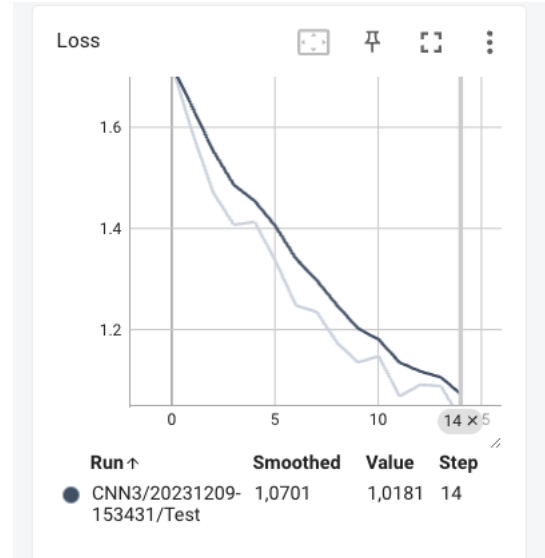 Loss
1.6
1.4
1.2
0 5 10 14 × 5
Run↑ Smoothed Value Step
CNN3/20231209- 1,0701 1,0181 14
153431/Test